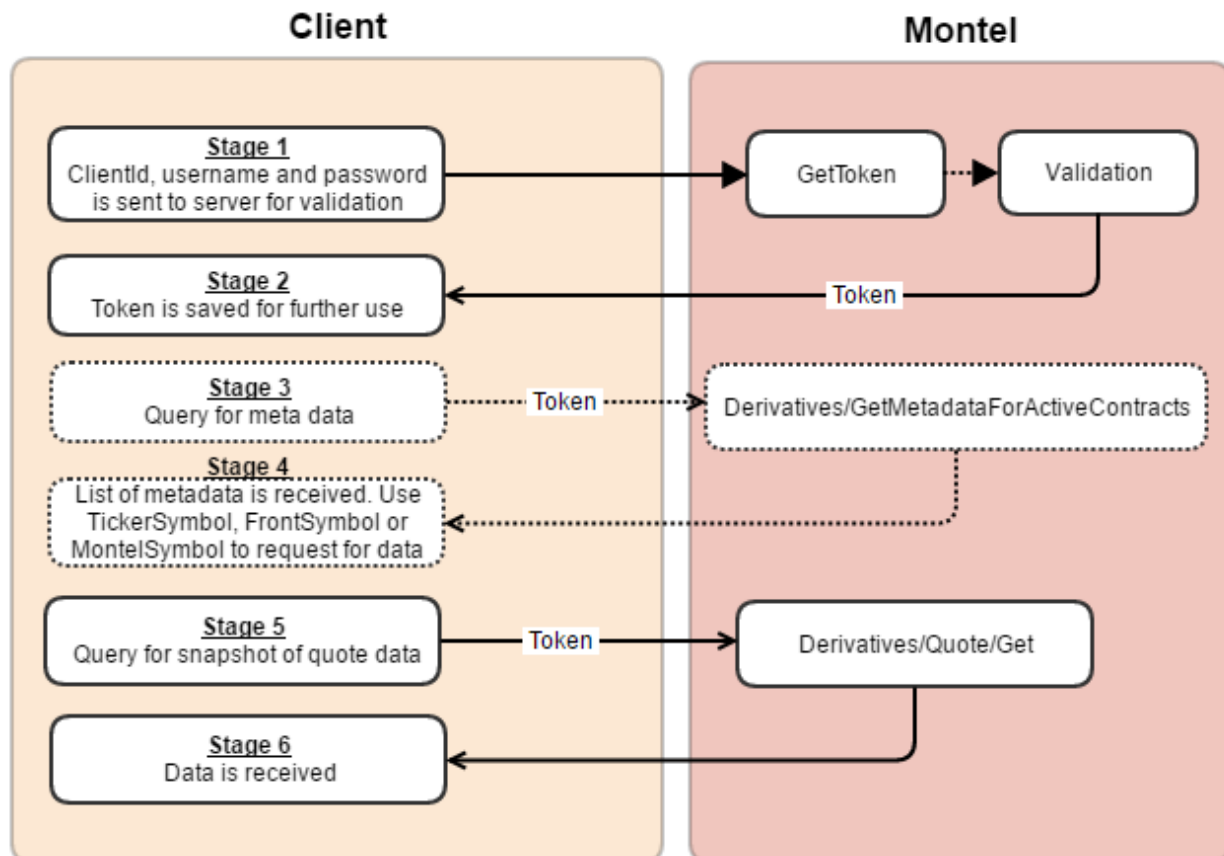 Client
Montel
Stage 1
ClientId, username and password
is sent to server for validation
GetToken
Validation
Stage 2
Token is saved for further use
Token
Stage 3
Query for meta data
Token
Derivatives/GetMetadataForActiveContracts
Stage 4
List of metadata is received. Use
TickerSymbol, FrontSymbol or
MontelSymbol to request for data
Stage 5
Query for snapshot of quote data
Token
Derivatives/Quote/Get
Stage 6
Data is received